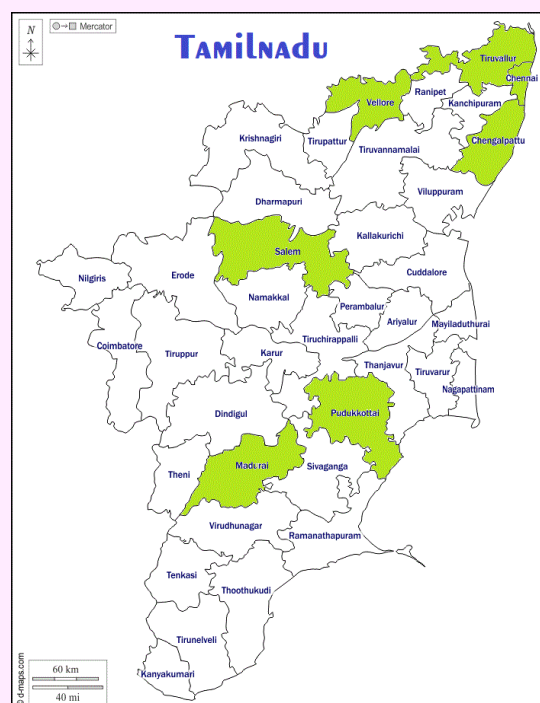 N
→ Mercator
TAMILNADU
Tiruvallur
Chennai
Ranipet
Vellore
Kanchipuram
Chengalpattu
Krishnagiri
Tirupattur
Tiruvannamalai
Viluppuram
Dharmapuri
Kallakurichi
Salem
Cuddalore
Nilgiris
Erode
Namakkal
Perambalur
Ariyalur
Mayiladuthurai
Coimbatore
Tiruppur
Karur
Tiruchirappalli
Thanjavur
Tiruvarur
Nagapattinam
Dindigul
Pudukkottai
Theni
Madurai
Sivaganga
Virudhunagar
Ramanathapuram
Tenkasi
Thoothukudi
Tirunelveli
Kanyakumari
60 km
40 mi
© d-maps.com